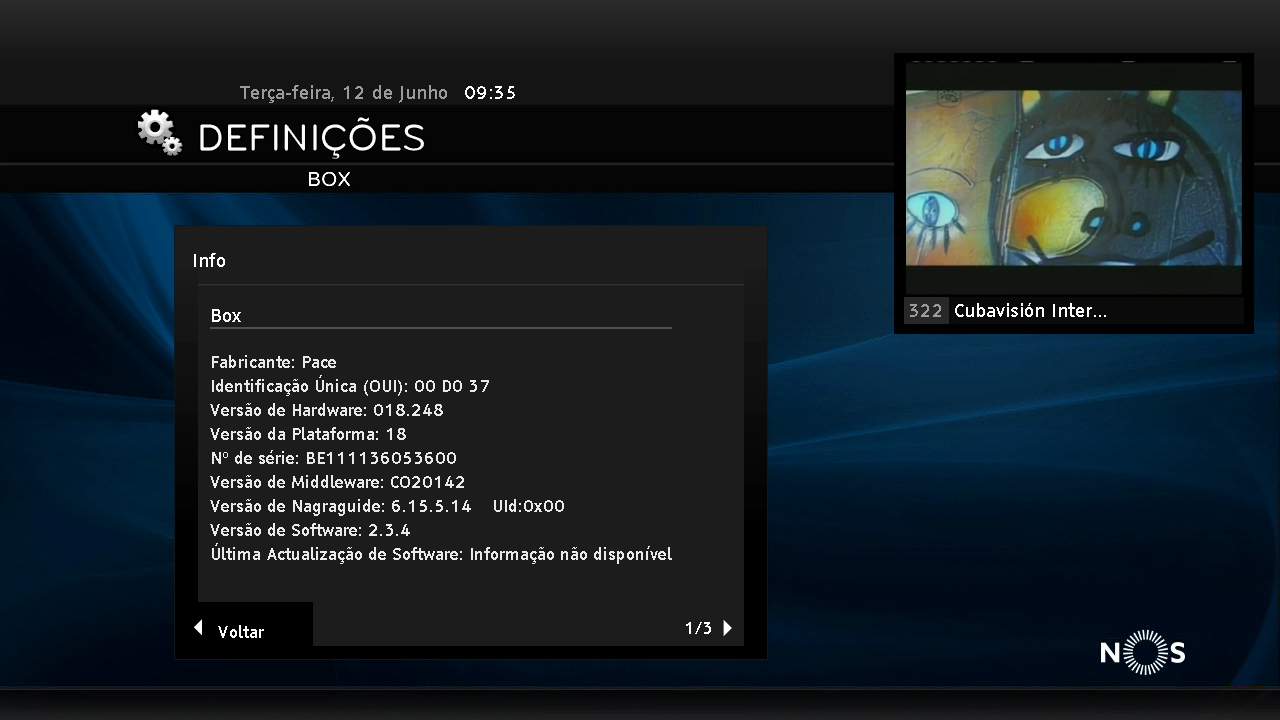 Terça-feira, 12 de Junho 09:35
DEFINIÇÕES
BOX
322 Cubavisión Inter...
Info
Box
Fabricante: Pace
Identificação Única (OUI): 00 D0 37
Versão de Hardware: 018.248
Versão da Plataforma: 18
Nº de série: BE111136053600
Versão de Middleware: CO20142
Versão de Nagraguide: 6.15.5.14 UId:0x00
Versão de Software: 2.3.4
Última Actualização de Software: Informação não disponível
Voltar
1/3
NOS